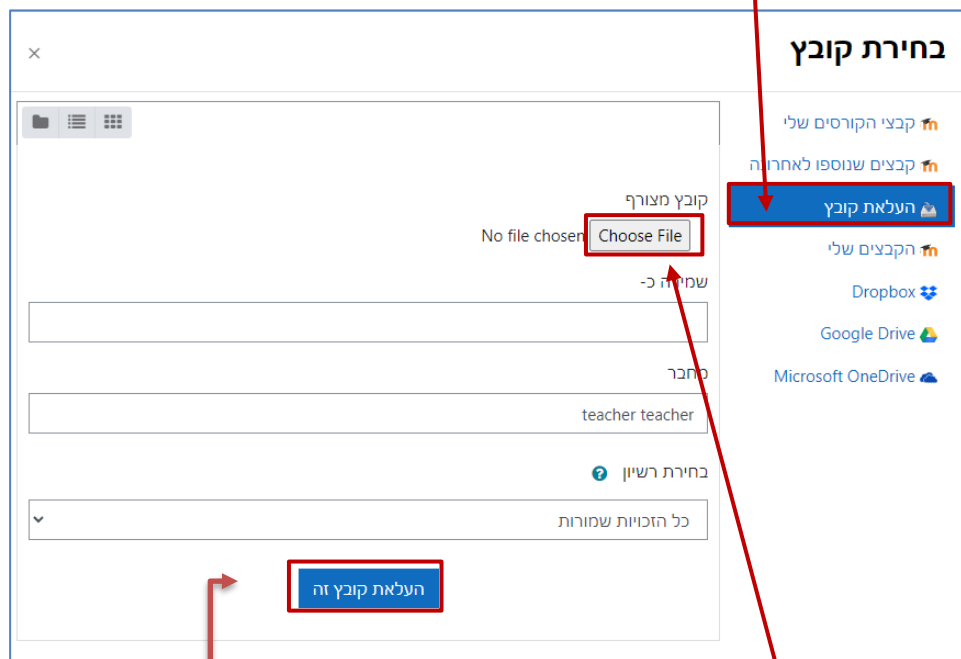 בחירת קובץ
קבצי הקורסים שלי
קבצים שנוספו לאחרונה
העלאת קובץ
הקבצים שלי
Dropbox
Google Drive
Microsoft OneDrive
קובץ מצורף
Choose File No file chosen
שמירה כ-
מחבר
teacher teacher
בחירת רשיון
כל הזכויות שמורות
העלאת קובץ זה